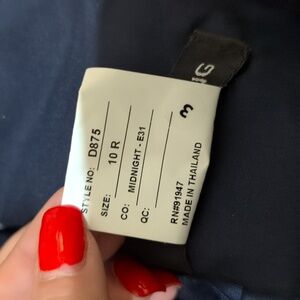 STYLE NO: D875
SIZE: 10 R
CO: MIDNIGHT - E31
QC:
3
RN#91947
MADE IN THAILAND